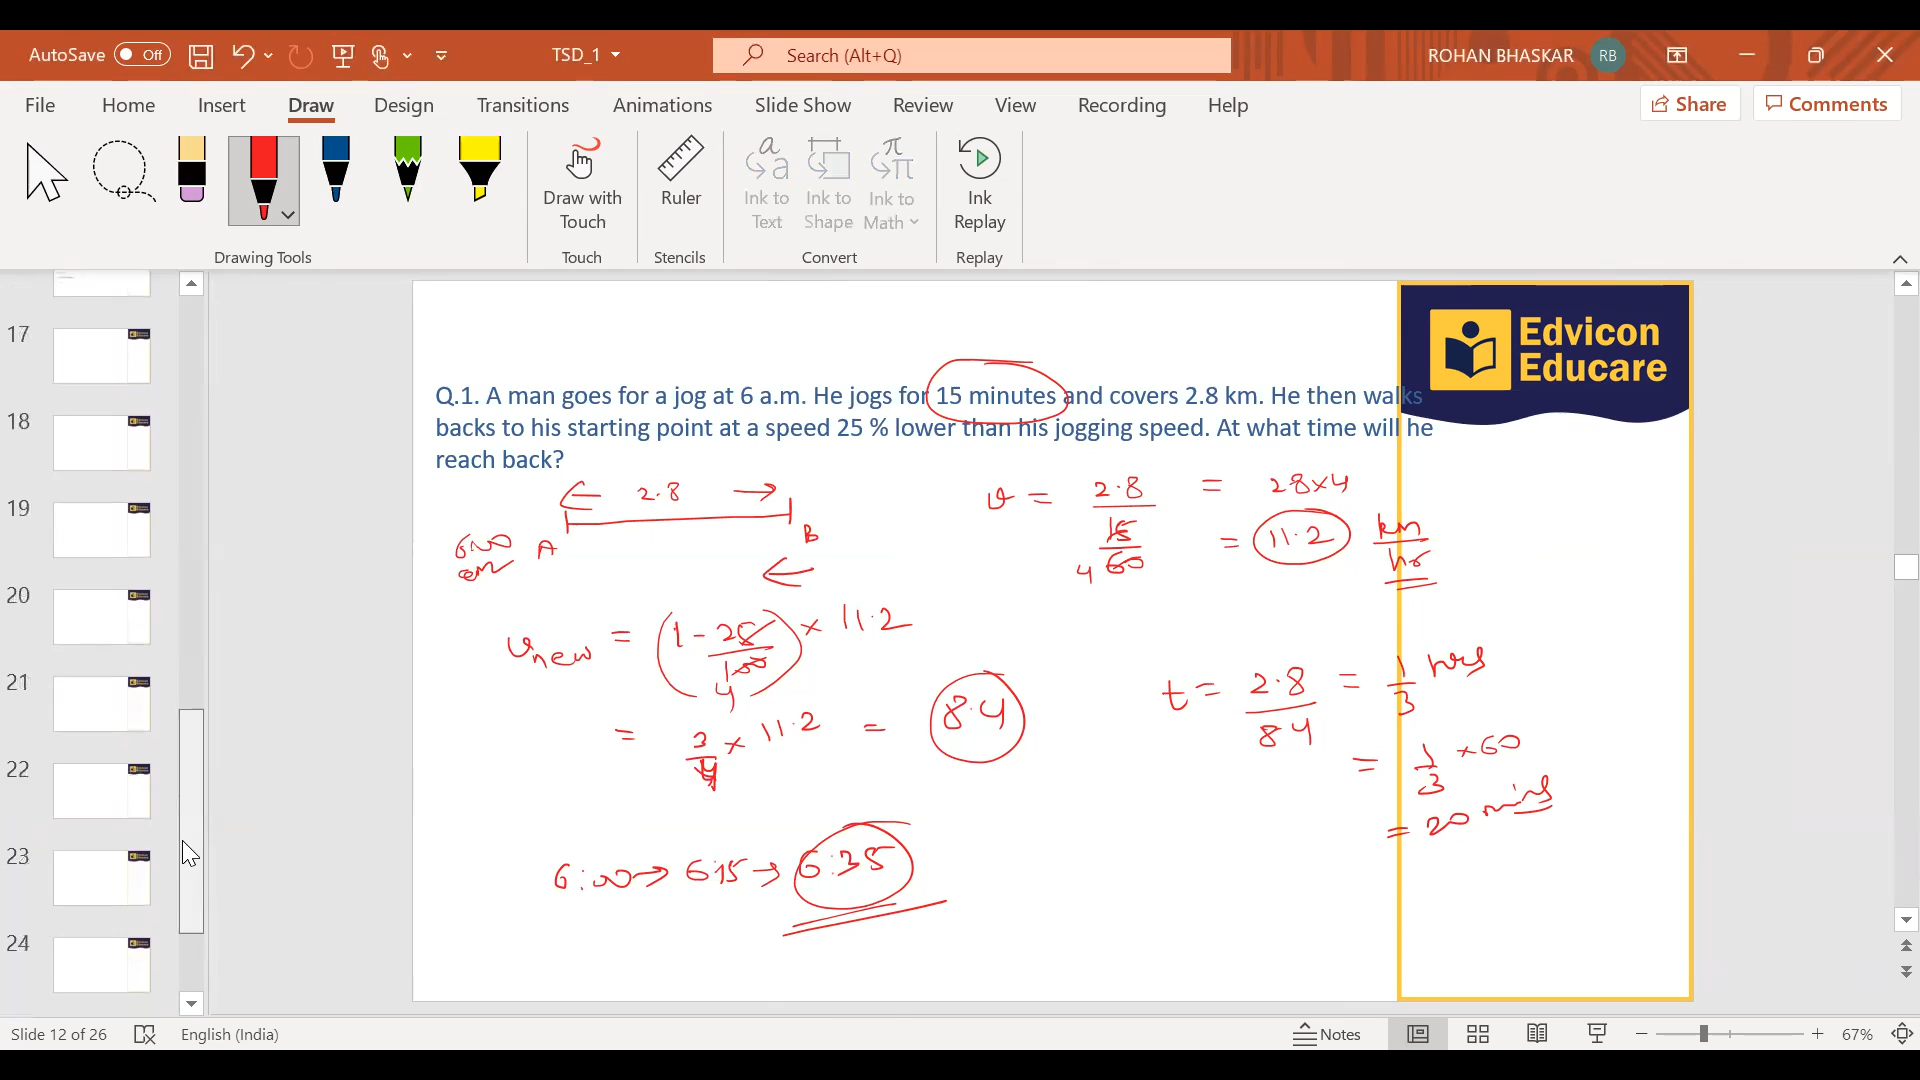 AutoSave Off TSD_1 Search (Alt+Q) ROHAN BHASKAR RB
File Home Insert Draw Design Transitions Animations Slide Show Review View Recording Help Share Comments
Draw with Touch
Ruler
Ink to Text
Ink to Shape
Ink to Math
Ink Replay
Drawing Tools Touch Stencils Convert Replay
17
18
19
20
21
22
23
24
Edvicon
Educare
Q.1. A man goes for a jog at 6 a.m. He jogs for 15 minutes and covers 2.8 km. He then walks
backs to his starting point at a speed 25 % lower than his jogging speed. At what time will he
reach back?
2.8
6:00 am A B
v = 2.8 / (15/60) = 2.8×4
4
= 11.2 km/hr
v new = (1 - 25/100) × 11.2
4
= 3/4 × 11.2 = 8.4
t = 2.8/8.4 = 1/3 hrs
= 1/3 × 60
= 20 mins
6:00 → 6:15 → 6:35
Slide 12 of 26 English (India) Notes 67%